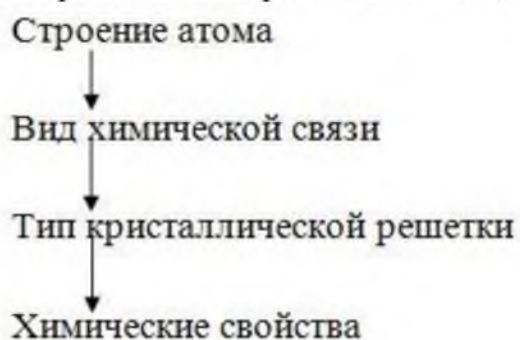 Строение атома
Вид химической связи
Тип кристаллической решетки
Химические свойства